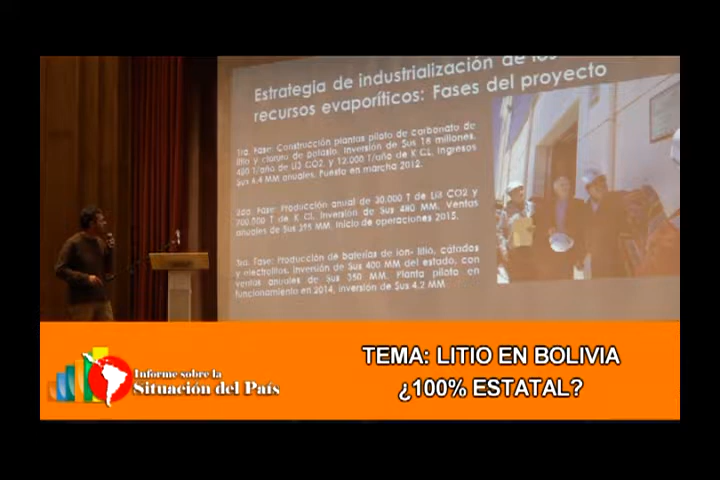 Estrategia de industrialización de los
recursos evaporíticos: Fases del proyecto
1ra. Fase: Construcción plantas piloto de carbonato de
litio y cloruro de potasio. Inversión de $us 18 millones.
480 T/año de Li3 CO2, y 12.000 T/año de K CL. Ingresos
$us 6.4 MM anuales. Puesta en marcha 2012.
2da. Fase: Producción anual de 30.000 T de Li3 CO2 y
700.000 T de K Cl. Inversión de $us 480 MM. Ventas
anuales de $us 395 MM. Inicio de operaciones 2015.
3ra. Fase: Producción de baterías de ion- litio, cátodos
y electrolitos. Inversión de $us 400 MM del estado, con
ventas anuales de $us 350 MM. Planta piloto en
funcionamiento en 2014, inversión de $us 4.2 MM
TEMA: LITIO EN BOLIVIA
¿100% ESTATAL?
Informe sobre la
Situación del País